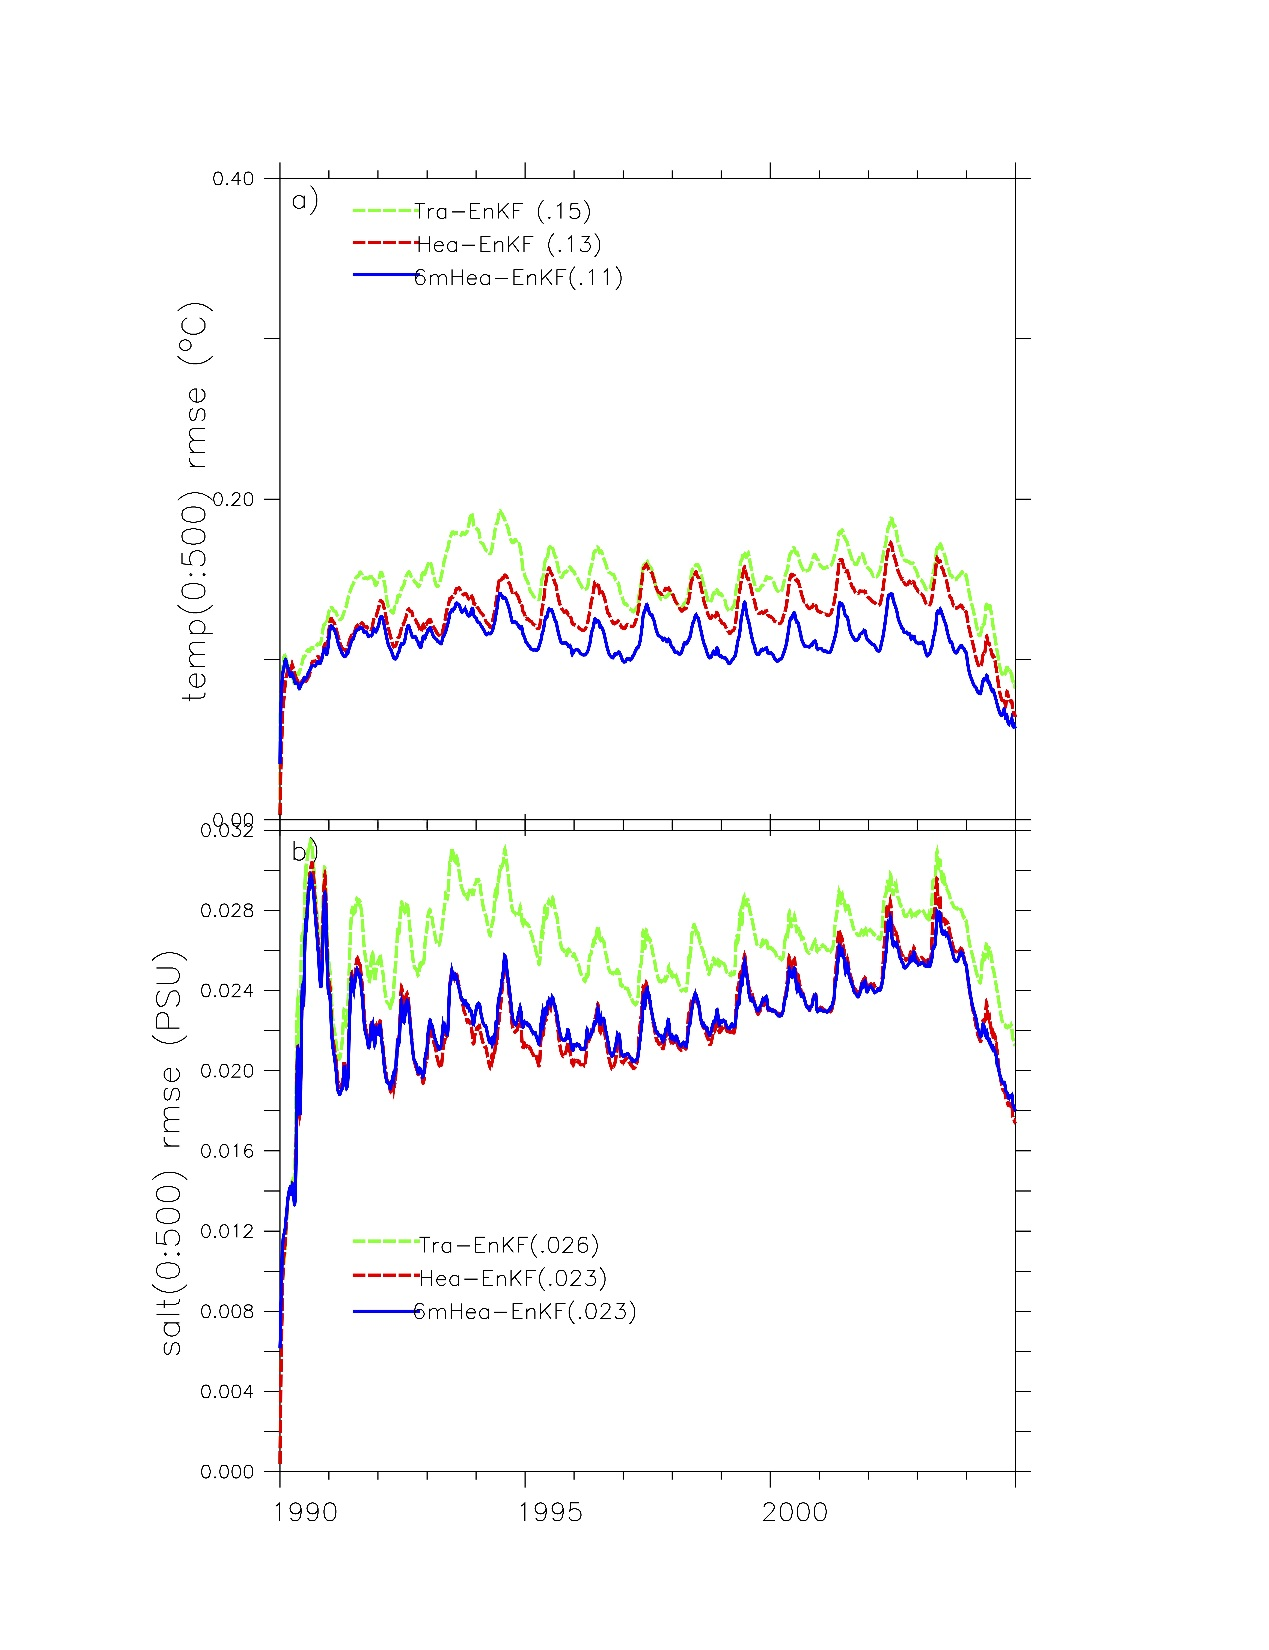 0.40
a)
Tra-EnKF (.15)
Hea-EnKF (.13)
6mHea-EnKF(.11)
temp(0:500) rmse (°C)
0.20
0.00
0.032
b)
0.028
0.024
0.020
0.016
0.012
0.008
0.004
0.000
salt(0:500) rmse (PSU)
Tra-EnKF(.026)
Hea-EnKF(.023)
6mHea-EnKF(.023)
1990 1995 2000